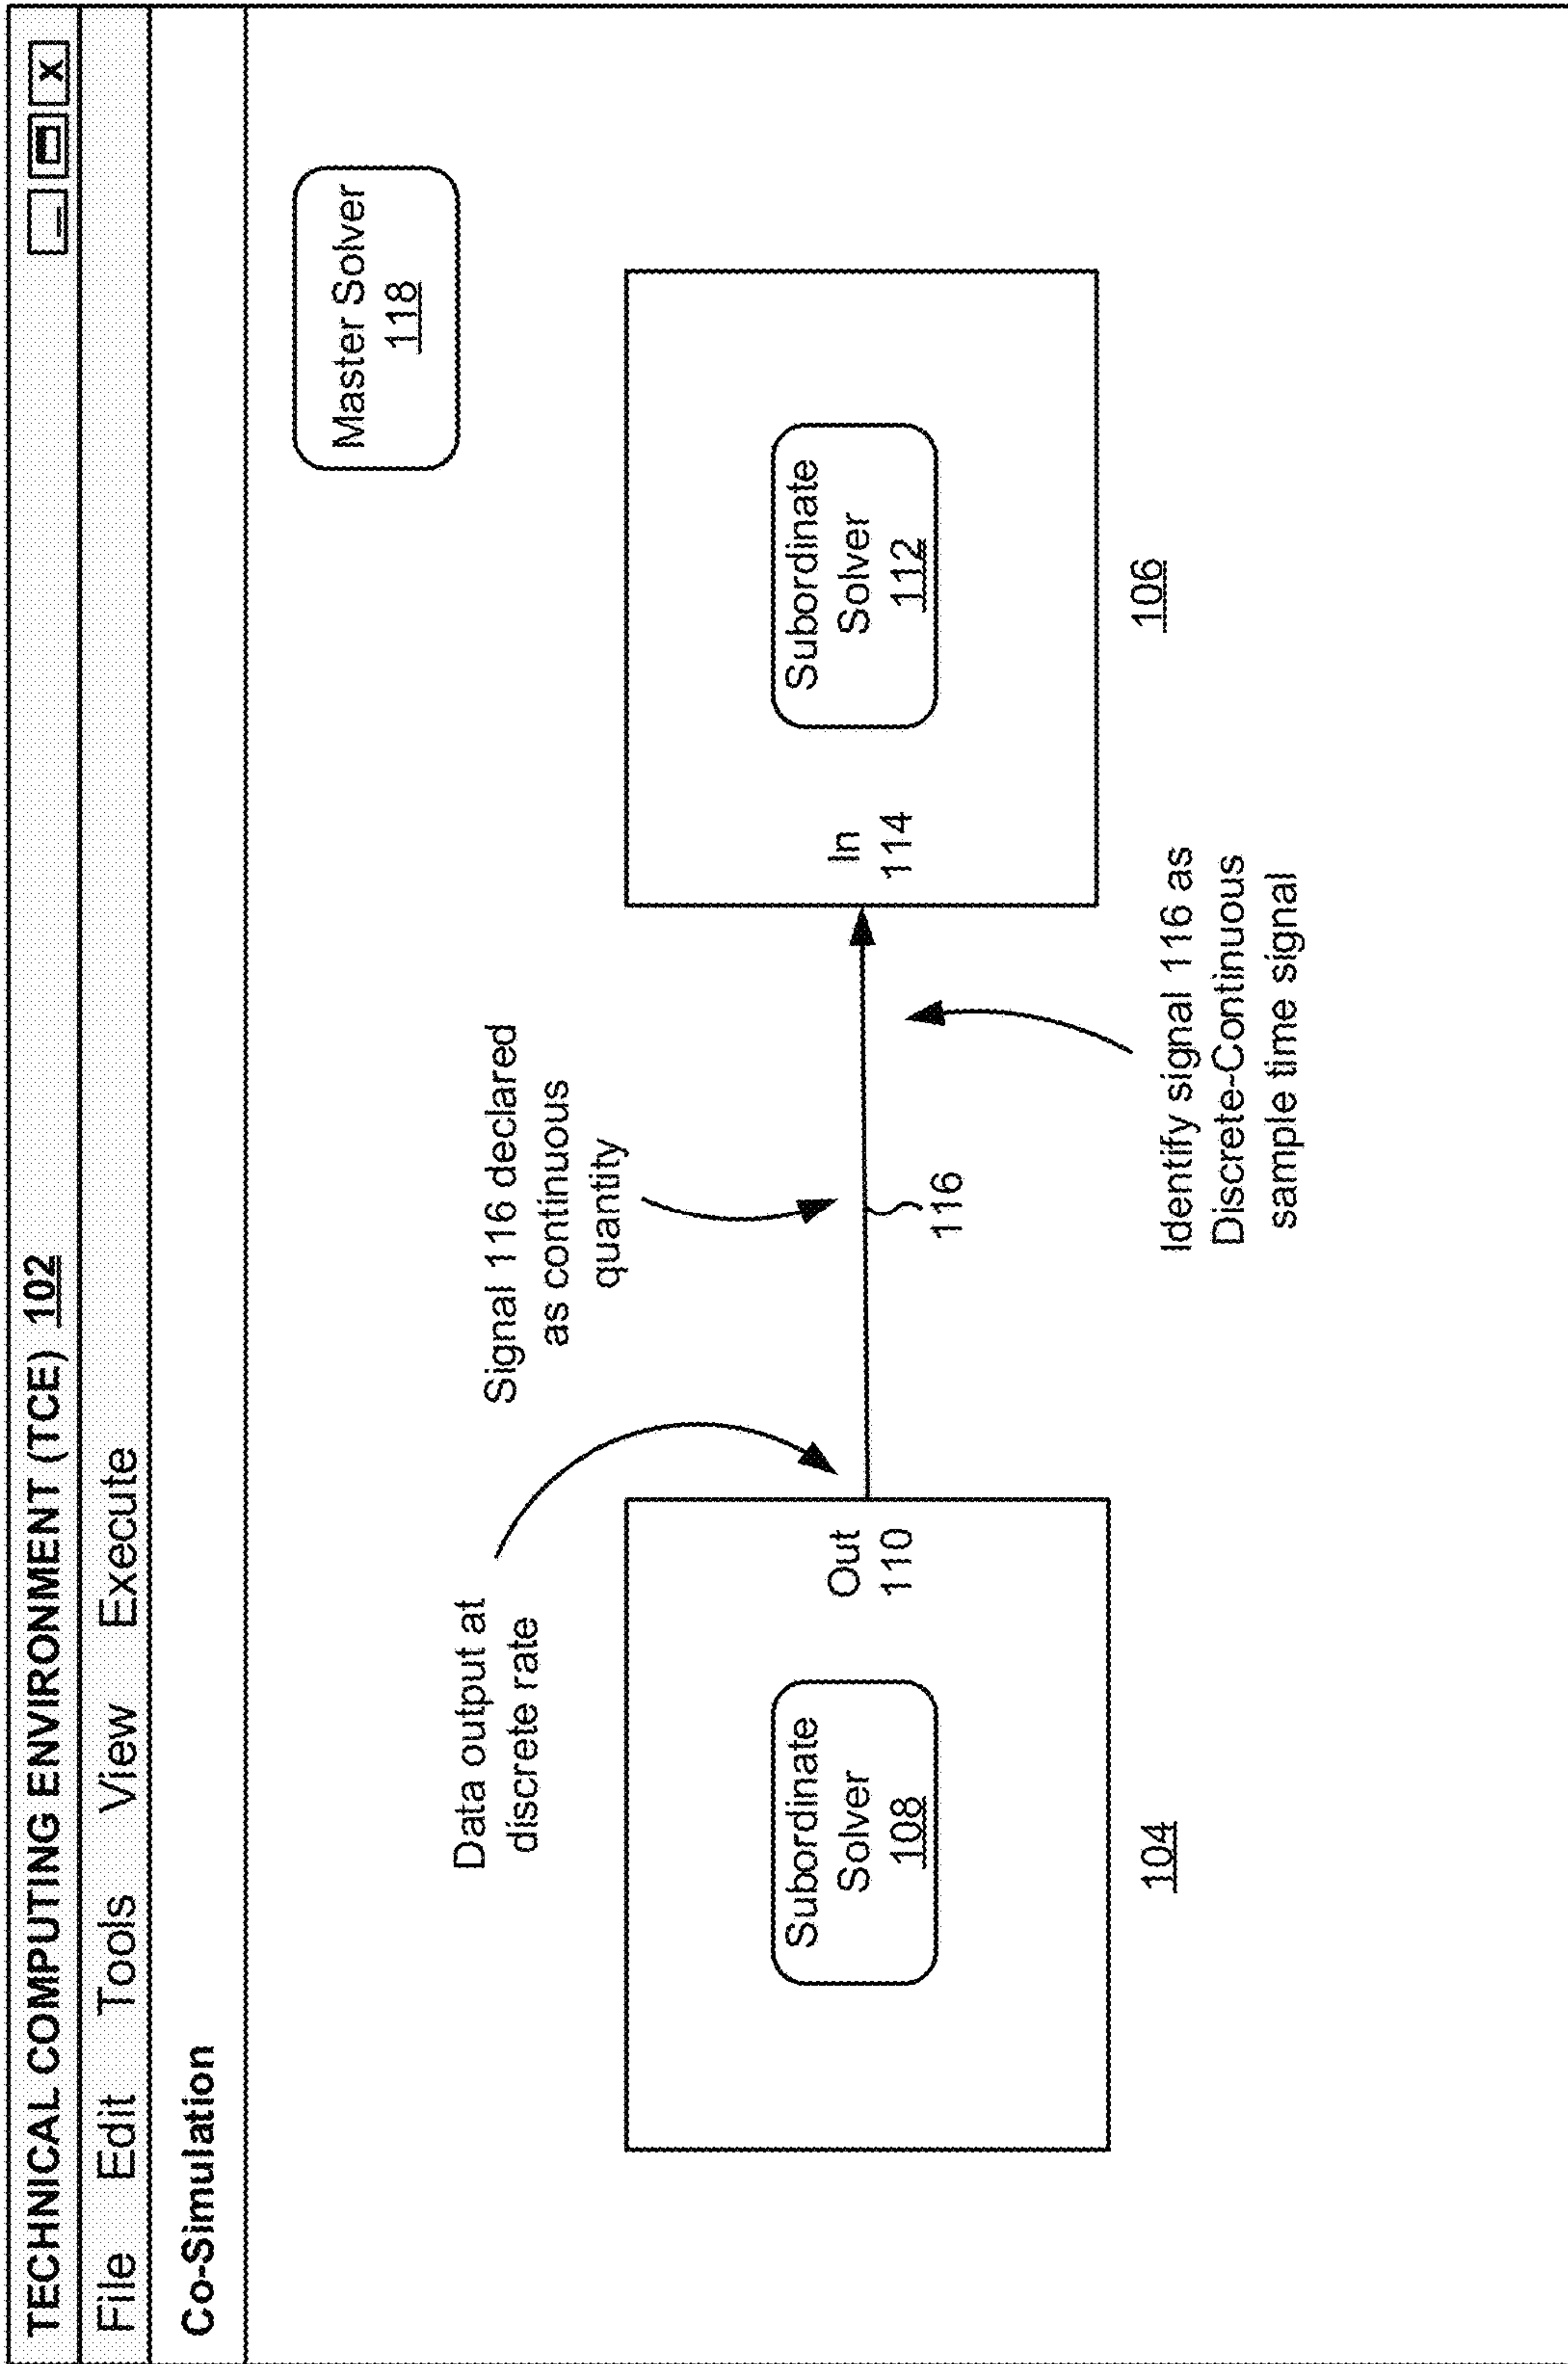 TECHNICAL COMPUTING ENVIRONMENT (TCE) 102
_ X
File Edit Tools View Execute
Co-Simulation
Master Solver
118
Data output at
discrete rate
Signal 116 declared
as continuous
quantity
Subordinate
Solver
108
Out
110
116
In
114
Subordinate
Solver
112
104
106
Identify signal 116 as
Discrete-Continuous
sample time signal